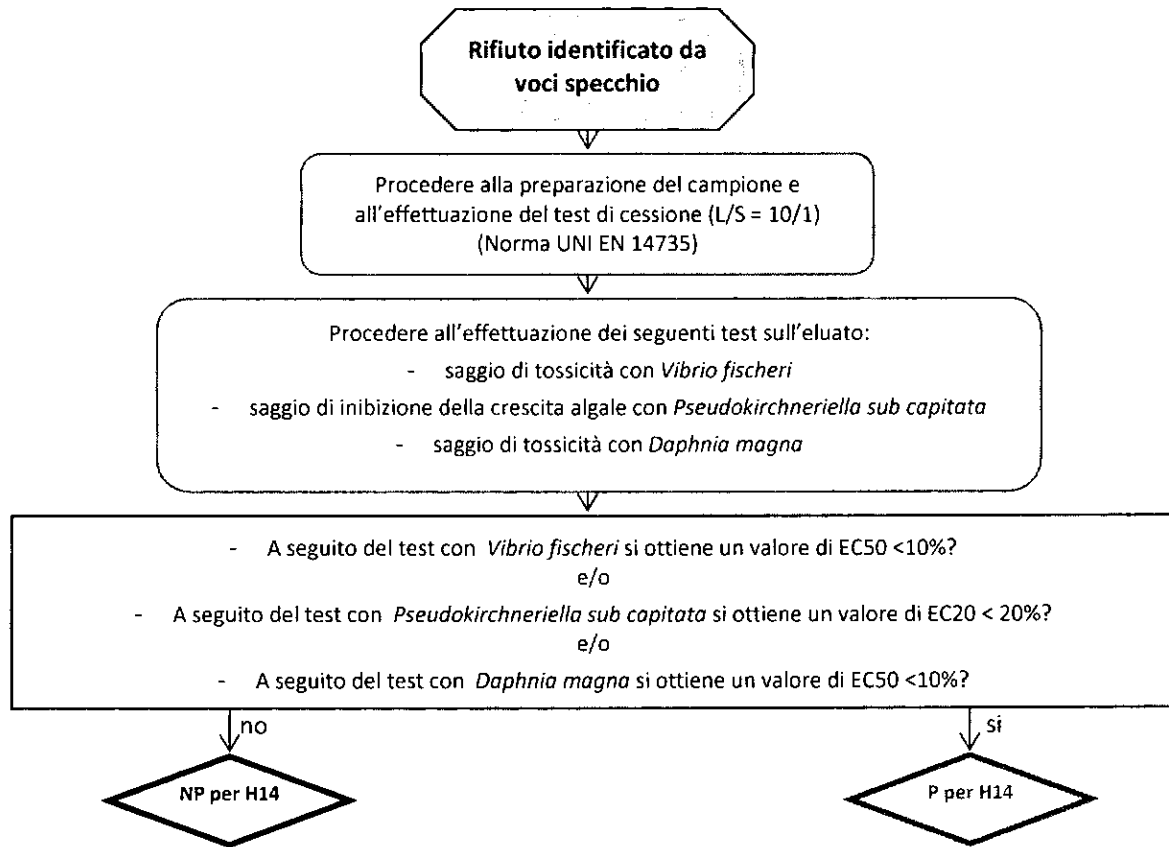 Rifiuto identificato da
voci specchio
Procedere alla preparazione del campione e
all'effettuazione del test di cessione (L/S = 10/1)
(Norma UNI EN 14735)
Procedere all'effettuazione dei seguenti test sull'eluato:
- saggio di tossicità con Vibrio fischeri
- saggio di inibizione della crescita algale con Pseudokirchneriella sub capitata
- saggio di tossicità con Daphnia magna
- A seguito del test con Vibrio fischeri si ottiene un valore di EC50 <10%?
e/o
- A seguito del test con Pseudokirchneriella sub capitata si ottiene un valore di EC20 < 20%?
e/o
- A seguito del test con Daphnia magna si ottiene un valore di EC50 <10%?
no
si
NP per H14
P per H14